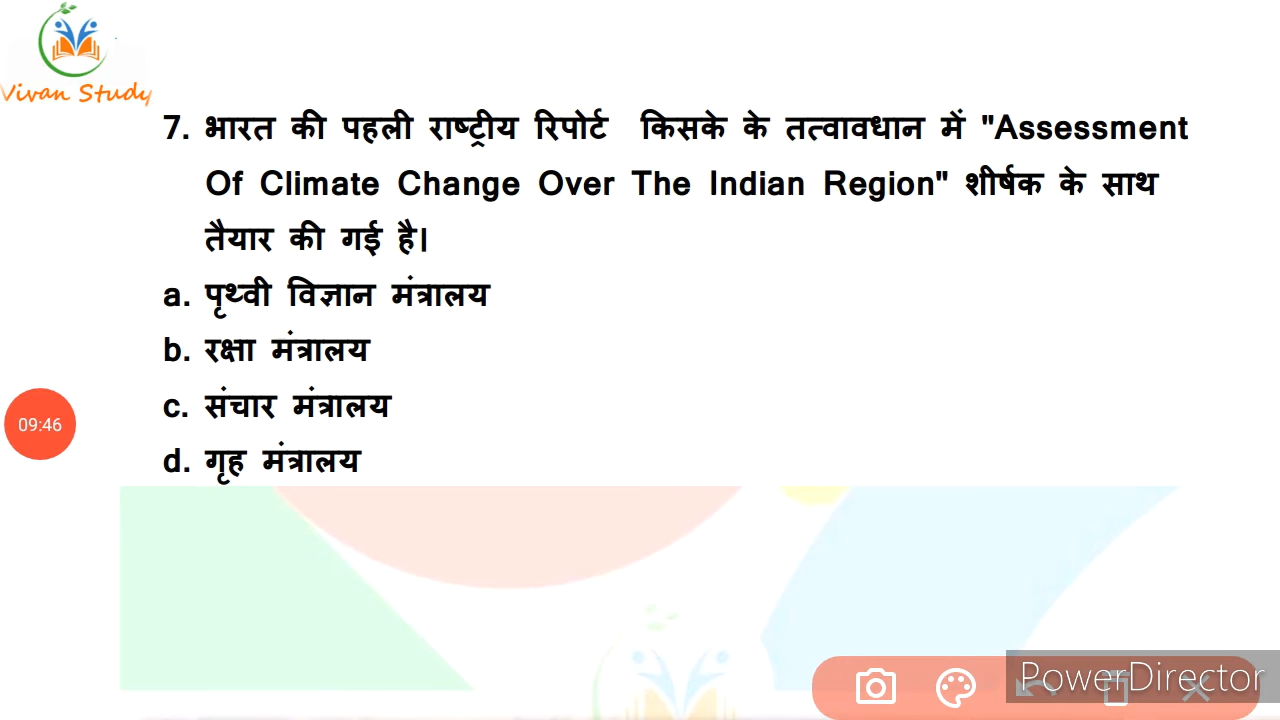 Vivan Study
7. भारत की पहली राष्ट्रीय रिपोर्ट किसके के तत्वावधान में "Assessment
Of Climate Change Over The Indian Region" शीर्षक के साथ
तैयार की गई है।
a. पृथ्वी विज्ञान मंत्रालय
b. रक्षा मंत्रालय
09:46
c. संचार मंत्रालय
d. गृह मंत्रालय
PowerDirector